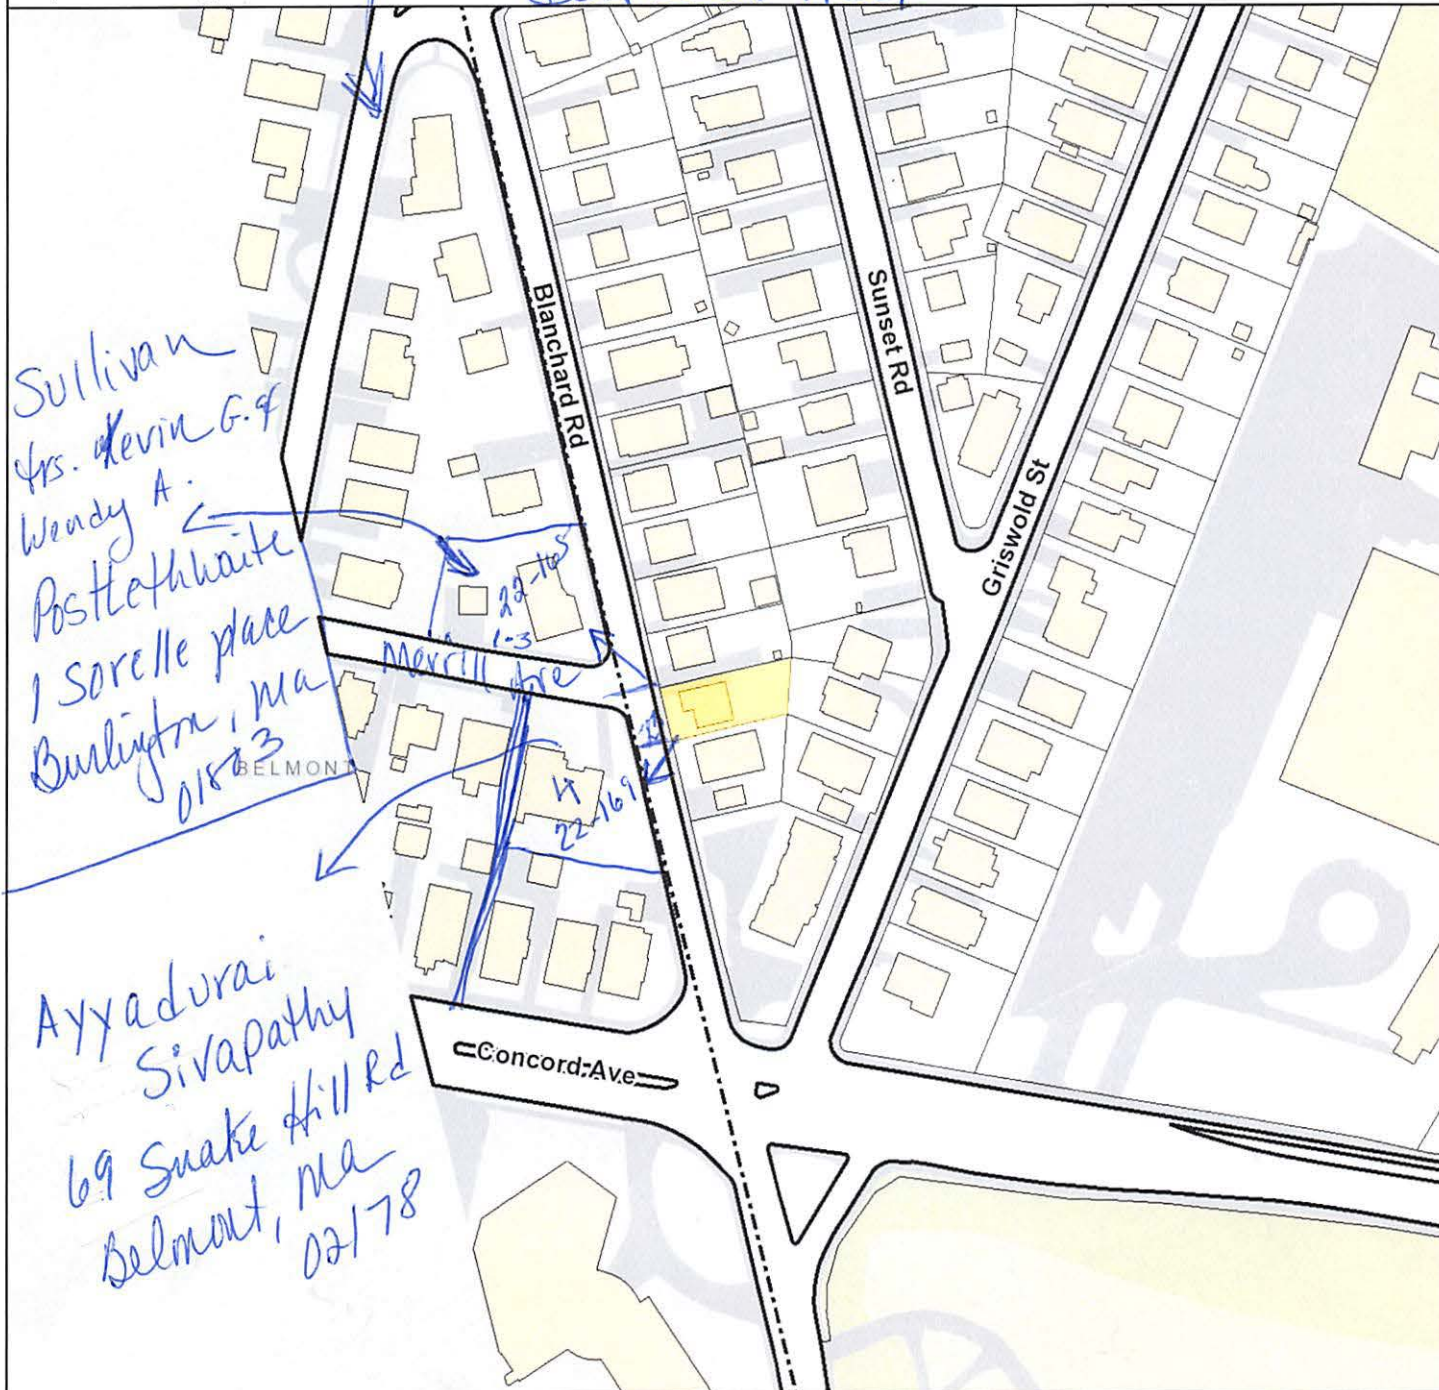 Sullivan
trs. Kevin G. &
Wendy A.
Postlethwaite
1 Sorelle place
Burlington, Ma
01803
BELMONT
Ayyadurai
Sivapathy
69 Snake Hill Rd
Belmont, Ma
02178
Blanchard Rd
Sunset Rd
Griswold St
22-165
1-3
Merrill Ave
4
22-169
Concord Ave